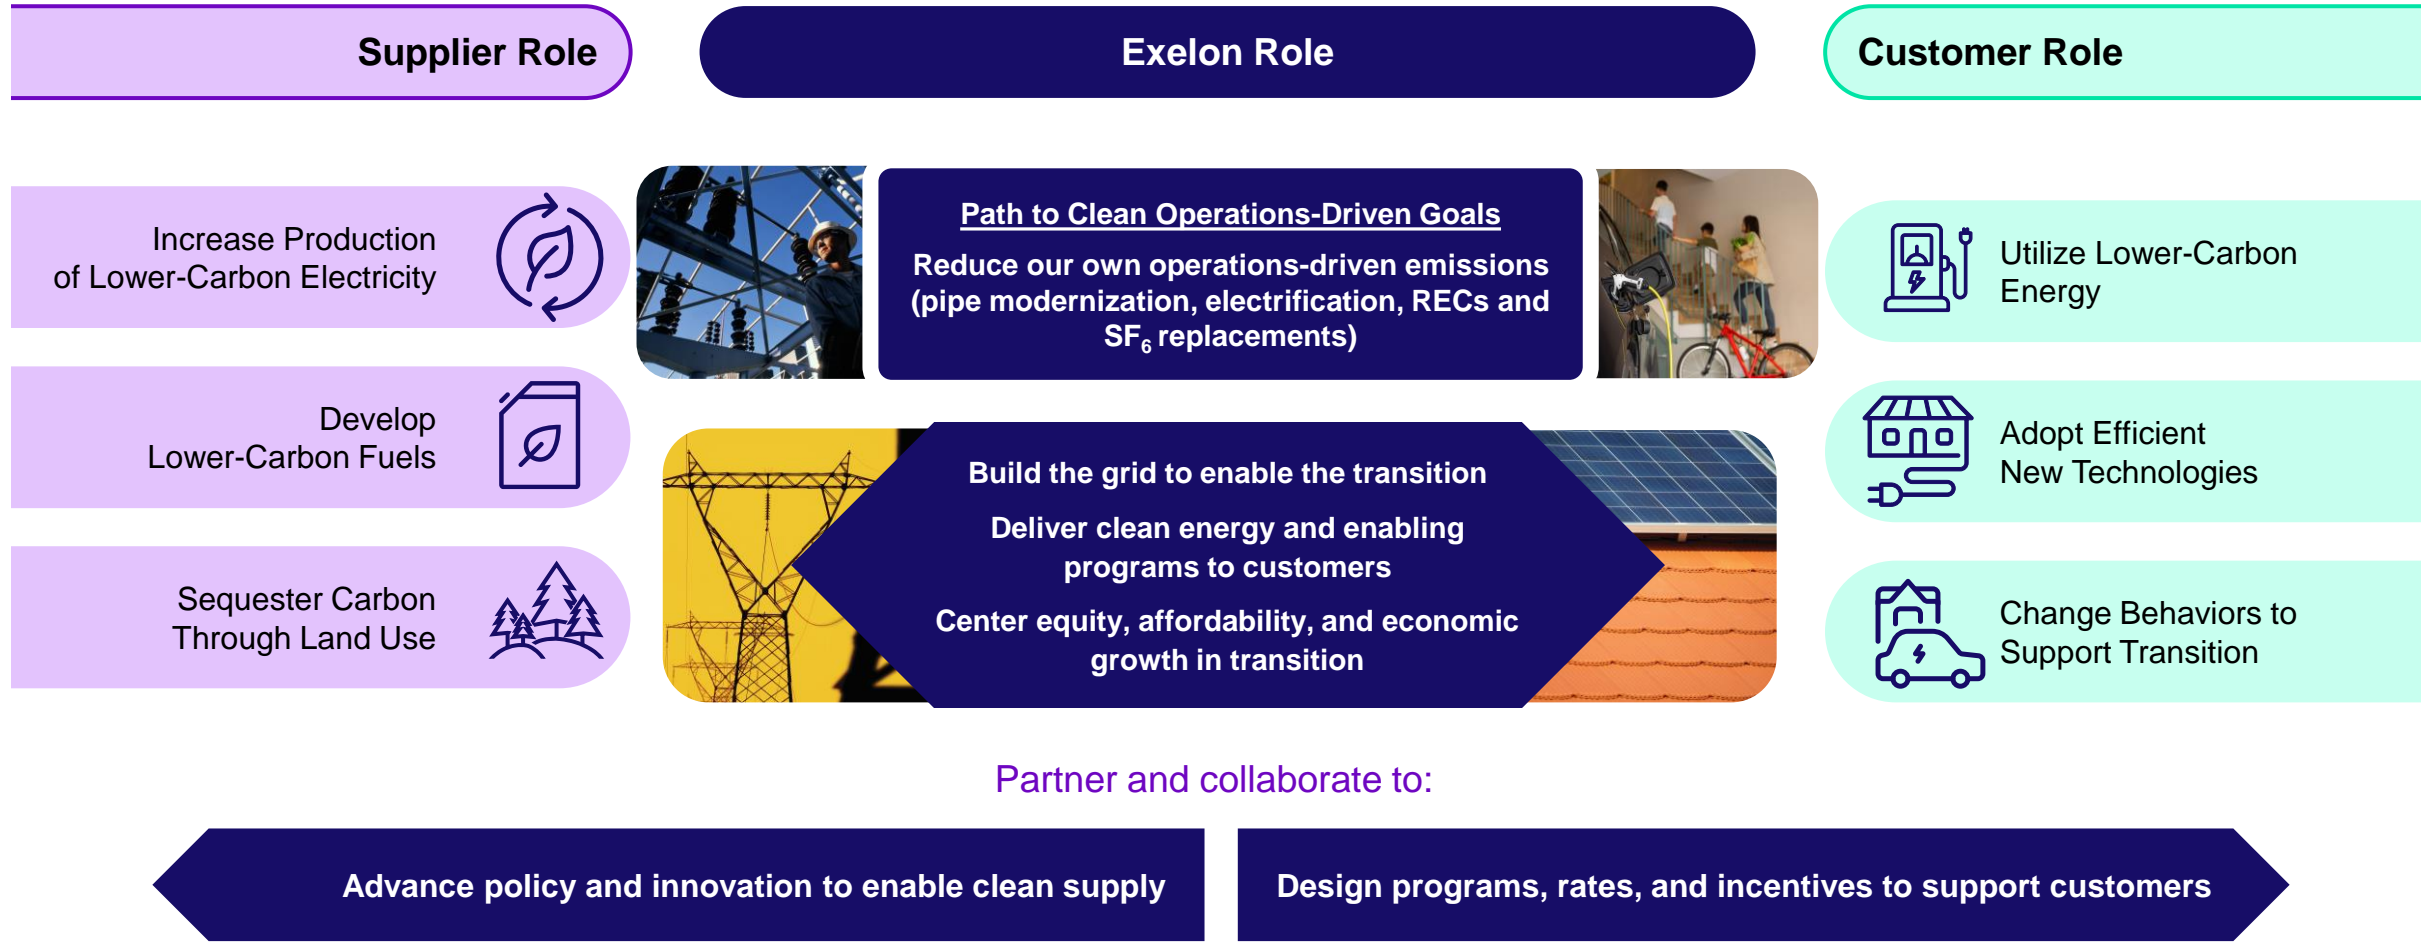 Supplier Role
Exelon Role
Customer Role
Increase Production
of Lower-Carbon Electricity
Develop
Lower-Carbon Fuels
Sequester Carbon
Through Land Use
Path to Clean Operations-Driven Goals
Reduce our own operations-driven emissions
(pipe modernization, electrification, RECs and
SF₆ replacements)
Build the grid to enable the transition
Deliver clean energy and enabling
programs to customers
Center equity, affordability, and economic
growth in transition
Utilize Lower-Carbon
Energy
Adopt Efficient
New Technologies
Change Behaviors to
Support Transition
Partner and collaborate to:
Advance policy and innovation to enable clean supply
Design programs, rates, and incentives to support customers